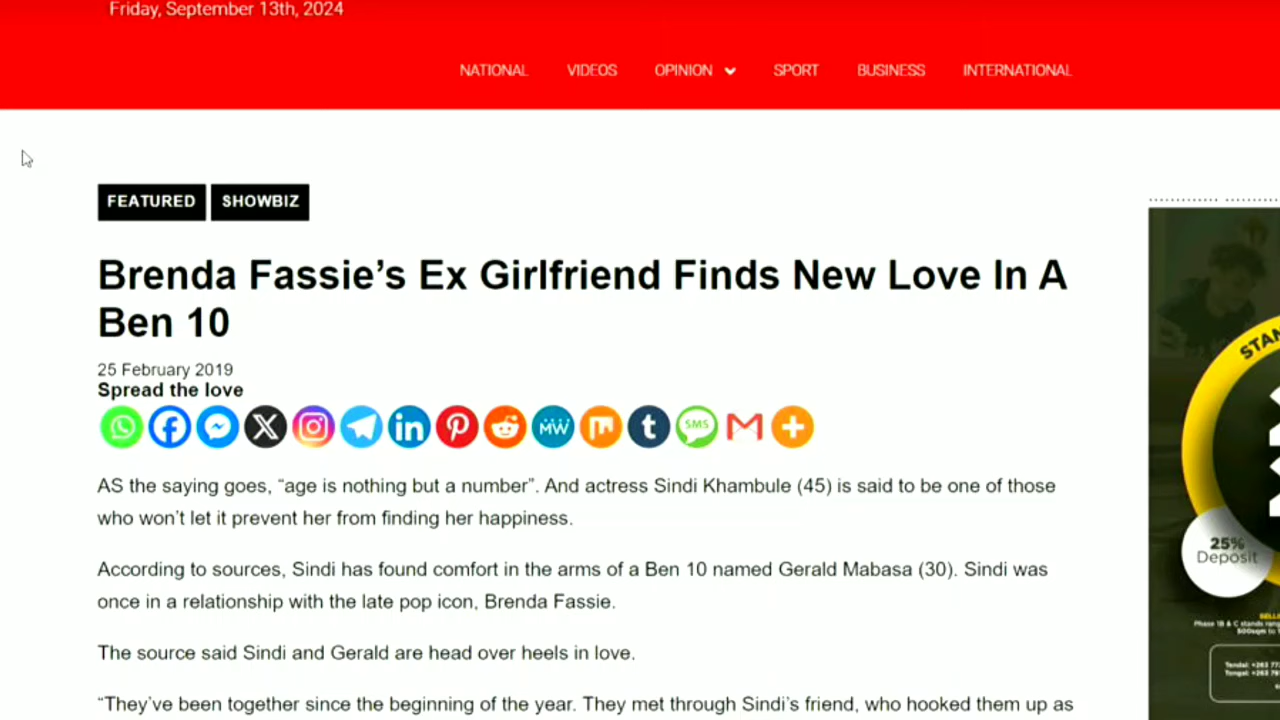 Friday, September 13th, 2024
NATIONAL VIDEOS OPINION SPORT BUSINESS INTERNATIONAL
FEATURED SHOWBIZ
Brenda Fassie’s Ex Girlfriend Finds New Love In A
Ben 10
25 February 2019
Spread the love
SMS
AS the saying goes, “age is nothing but a number”. And actress Sindi Khambule (45) is said to be one of those
who won’t let it prevent her from finding her happiness.
According to sources, Sindi has found comfort in the arms of a Ben 10 named Gerald Mabasa (30). Sindi was
once in a relationship with the late pop icon, Brenda Fassie.
The source said Sindi and Gerald are head over heels in love.
“They’ve been together since the beginning of the year. They met through Sindi’s friend, who hooked them up as
STAN
25%
Deposit